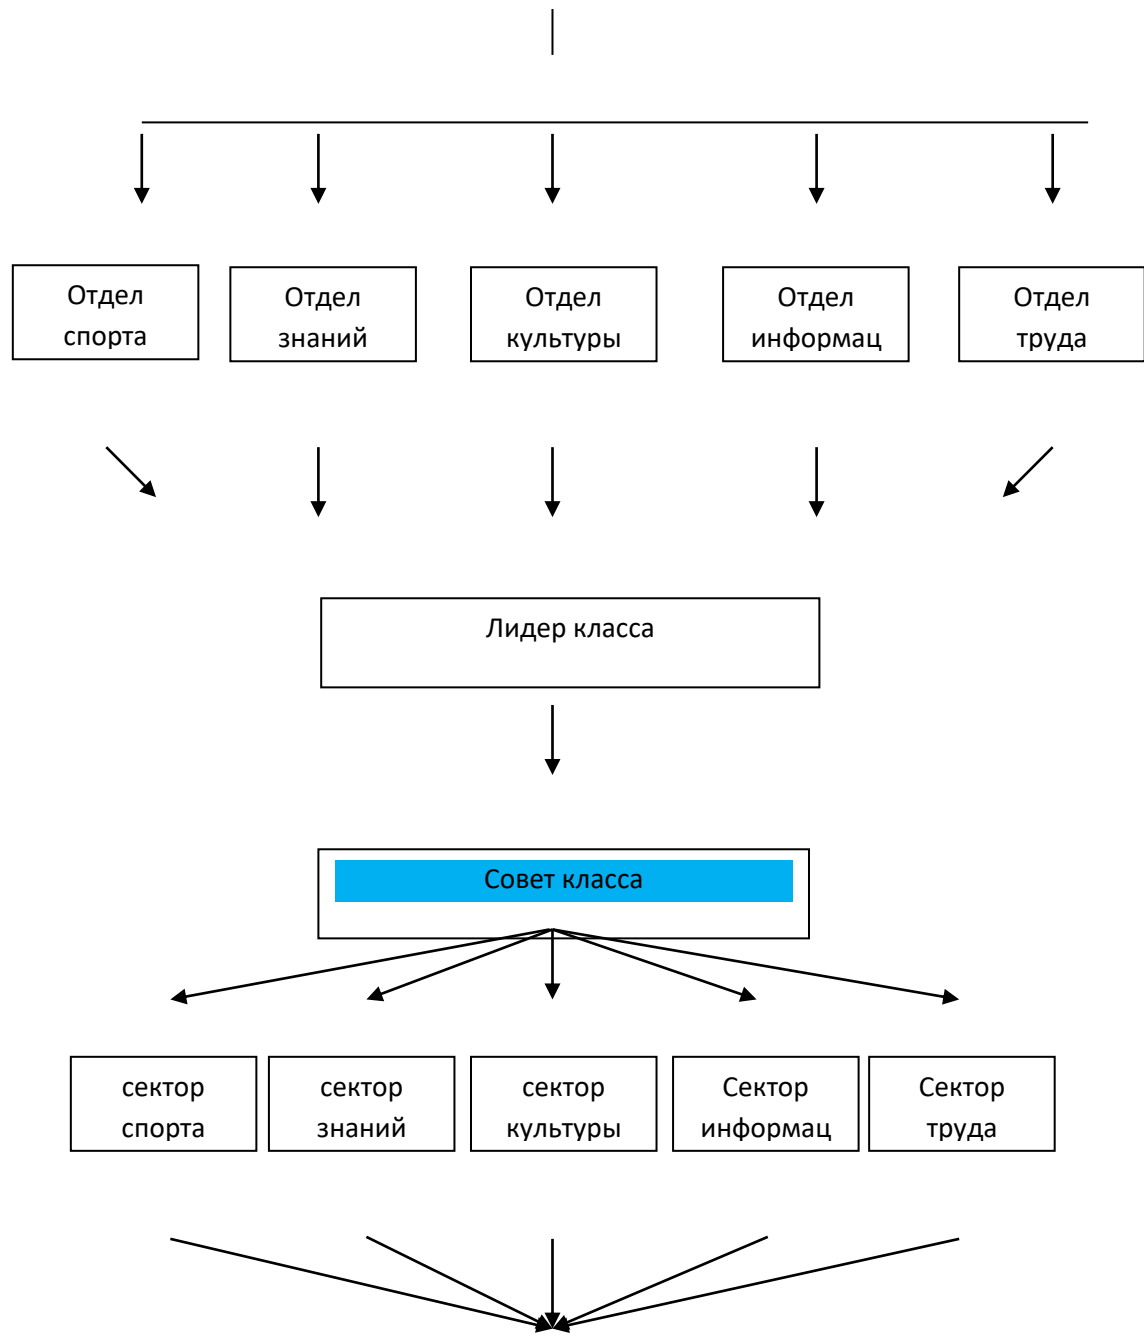 Отдел
спорта
Отдел
знаний
Отдел
культуры
Отдел
информац
Отдел
труда
Лидер класса
Совет класса
сектор
спорта
сектор
знаний
сектор
культуры
Сектор
информац
Сектор
труда